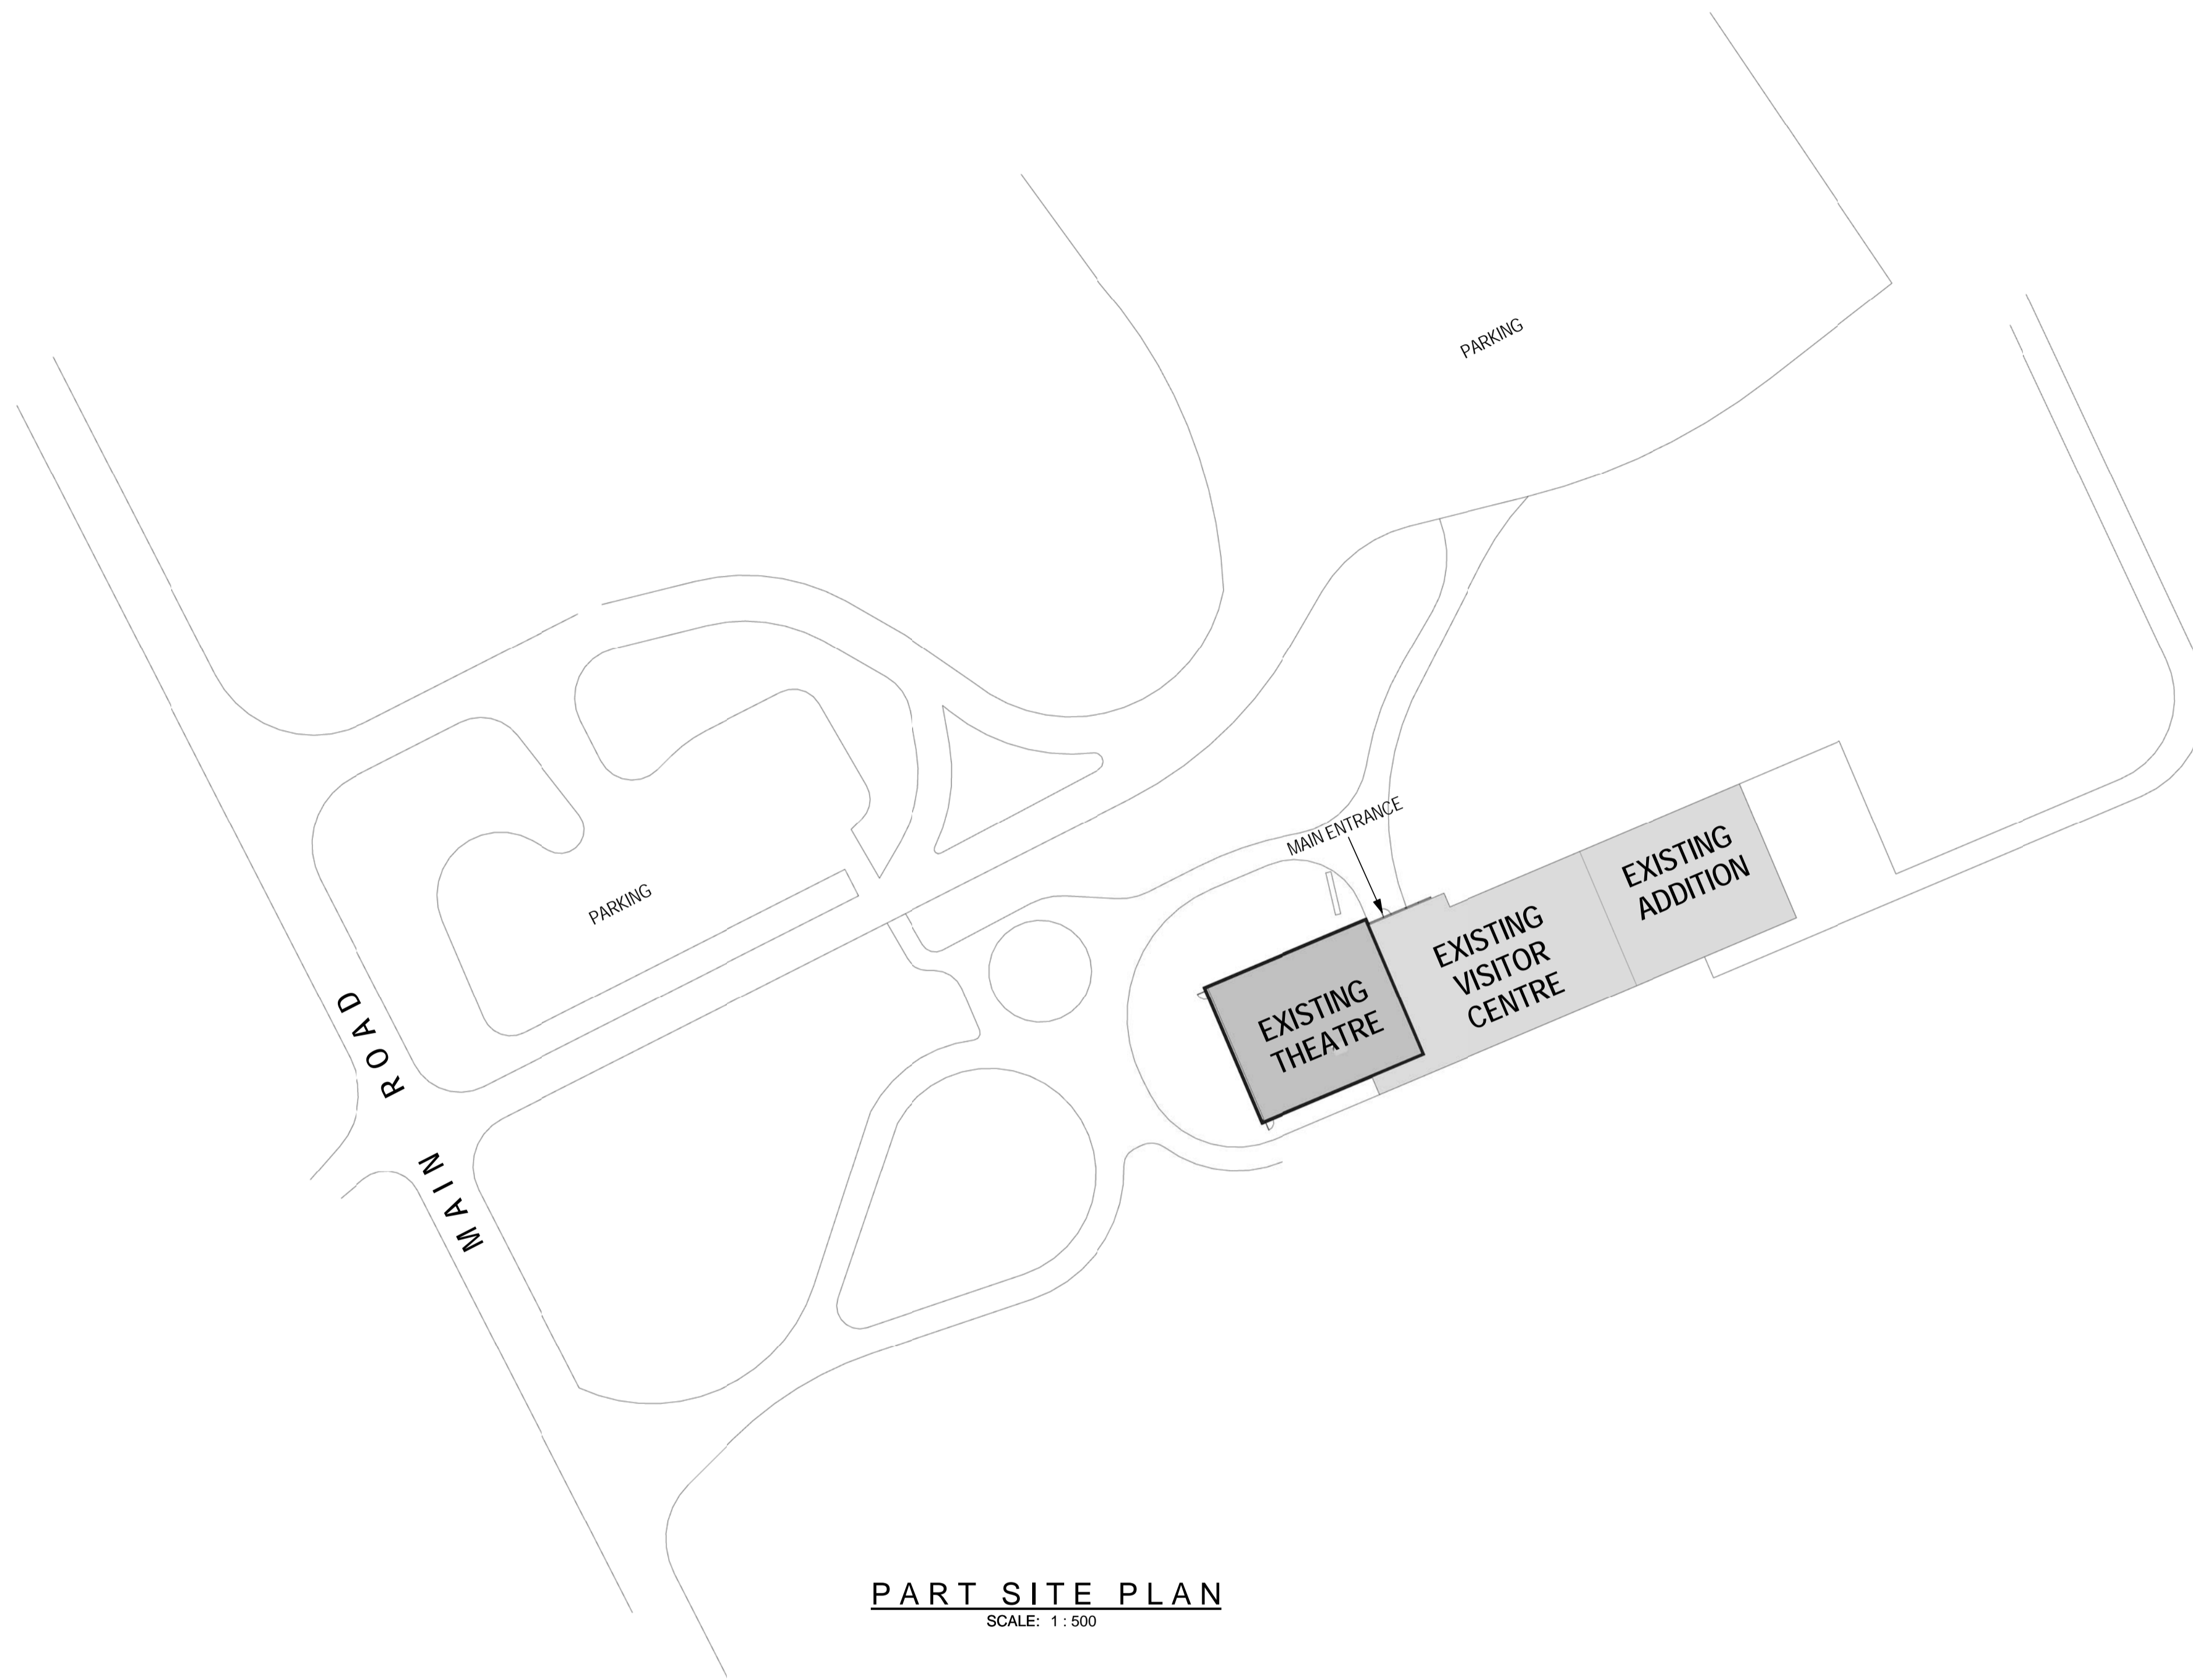 PARKING
MAIN ENTRANCE
EXISTING
ADDITION
EXISTING
VISITOR
CENTRE
PARKING
EXISTING
THEATRE
MAIN ROAD
PART SITE PLAN
SCALE: 1 : 500